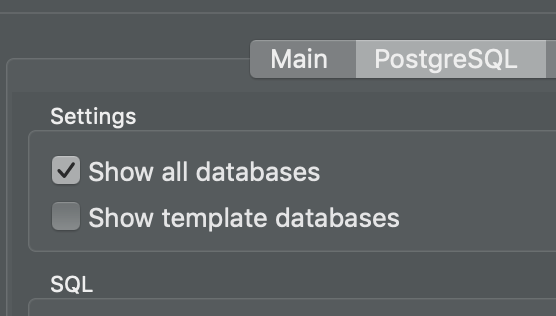 Main
PostgreSQL
Settings
Show all databases
Show template databases
SQL